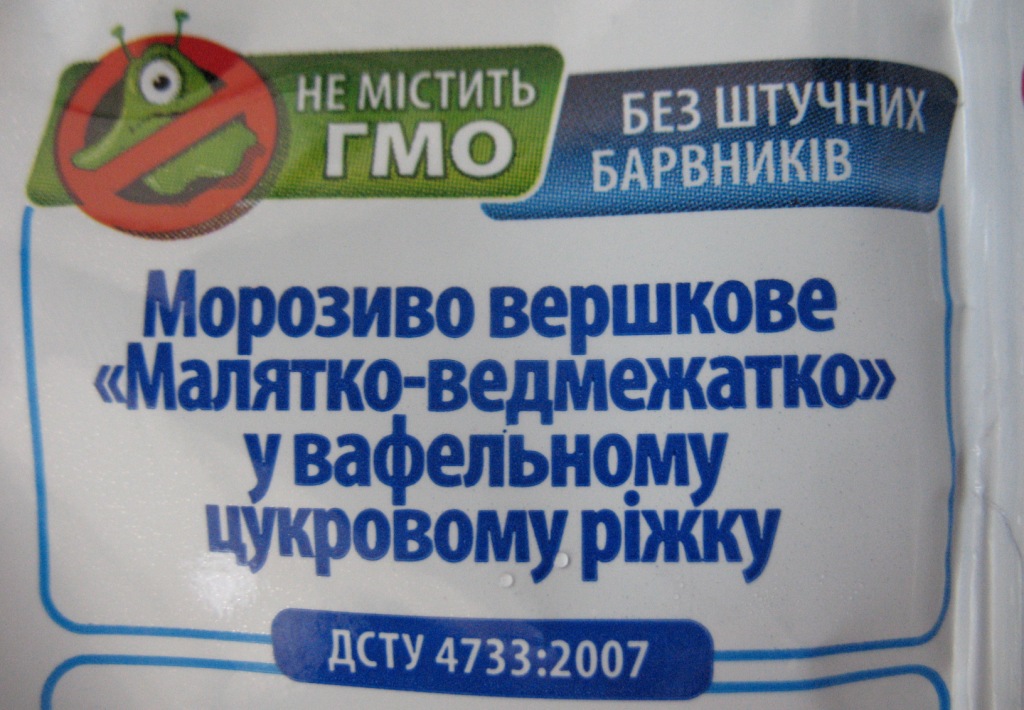 НЕ МІСТИТЬ
ГМО
БЕЗ ШТУЧНИХ
БАРВНИКІВ
Морозиво вершкове
«Малятко-ведмежатко»
у вафельному
цукровому ріжку
ДСТУ 4733:2007